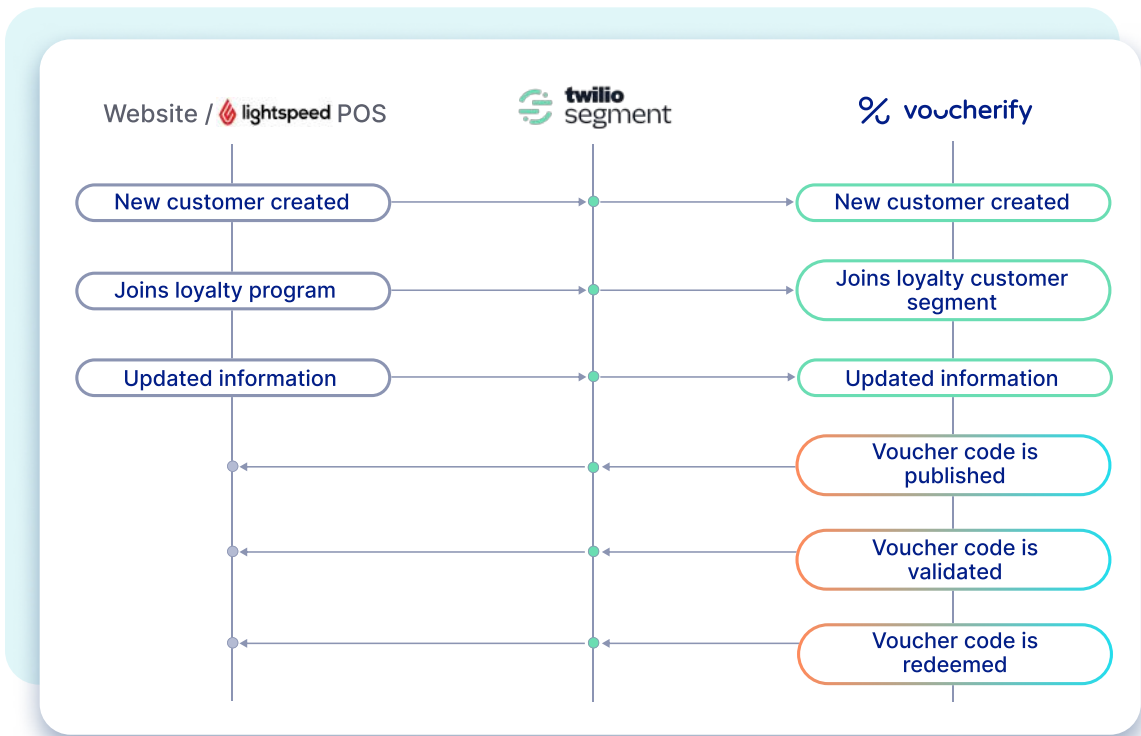 Website / lightspeed POS
twilio
segment
voucherify
New customer created
New customer created
Joins loyalty program
Joins loyalty customer
segment
Updated information
Updated information
Voucher code is
published
Voucher code is
validated
Voucher code is
redeemed